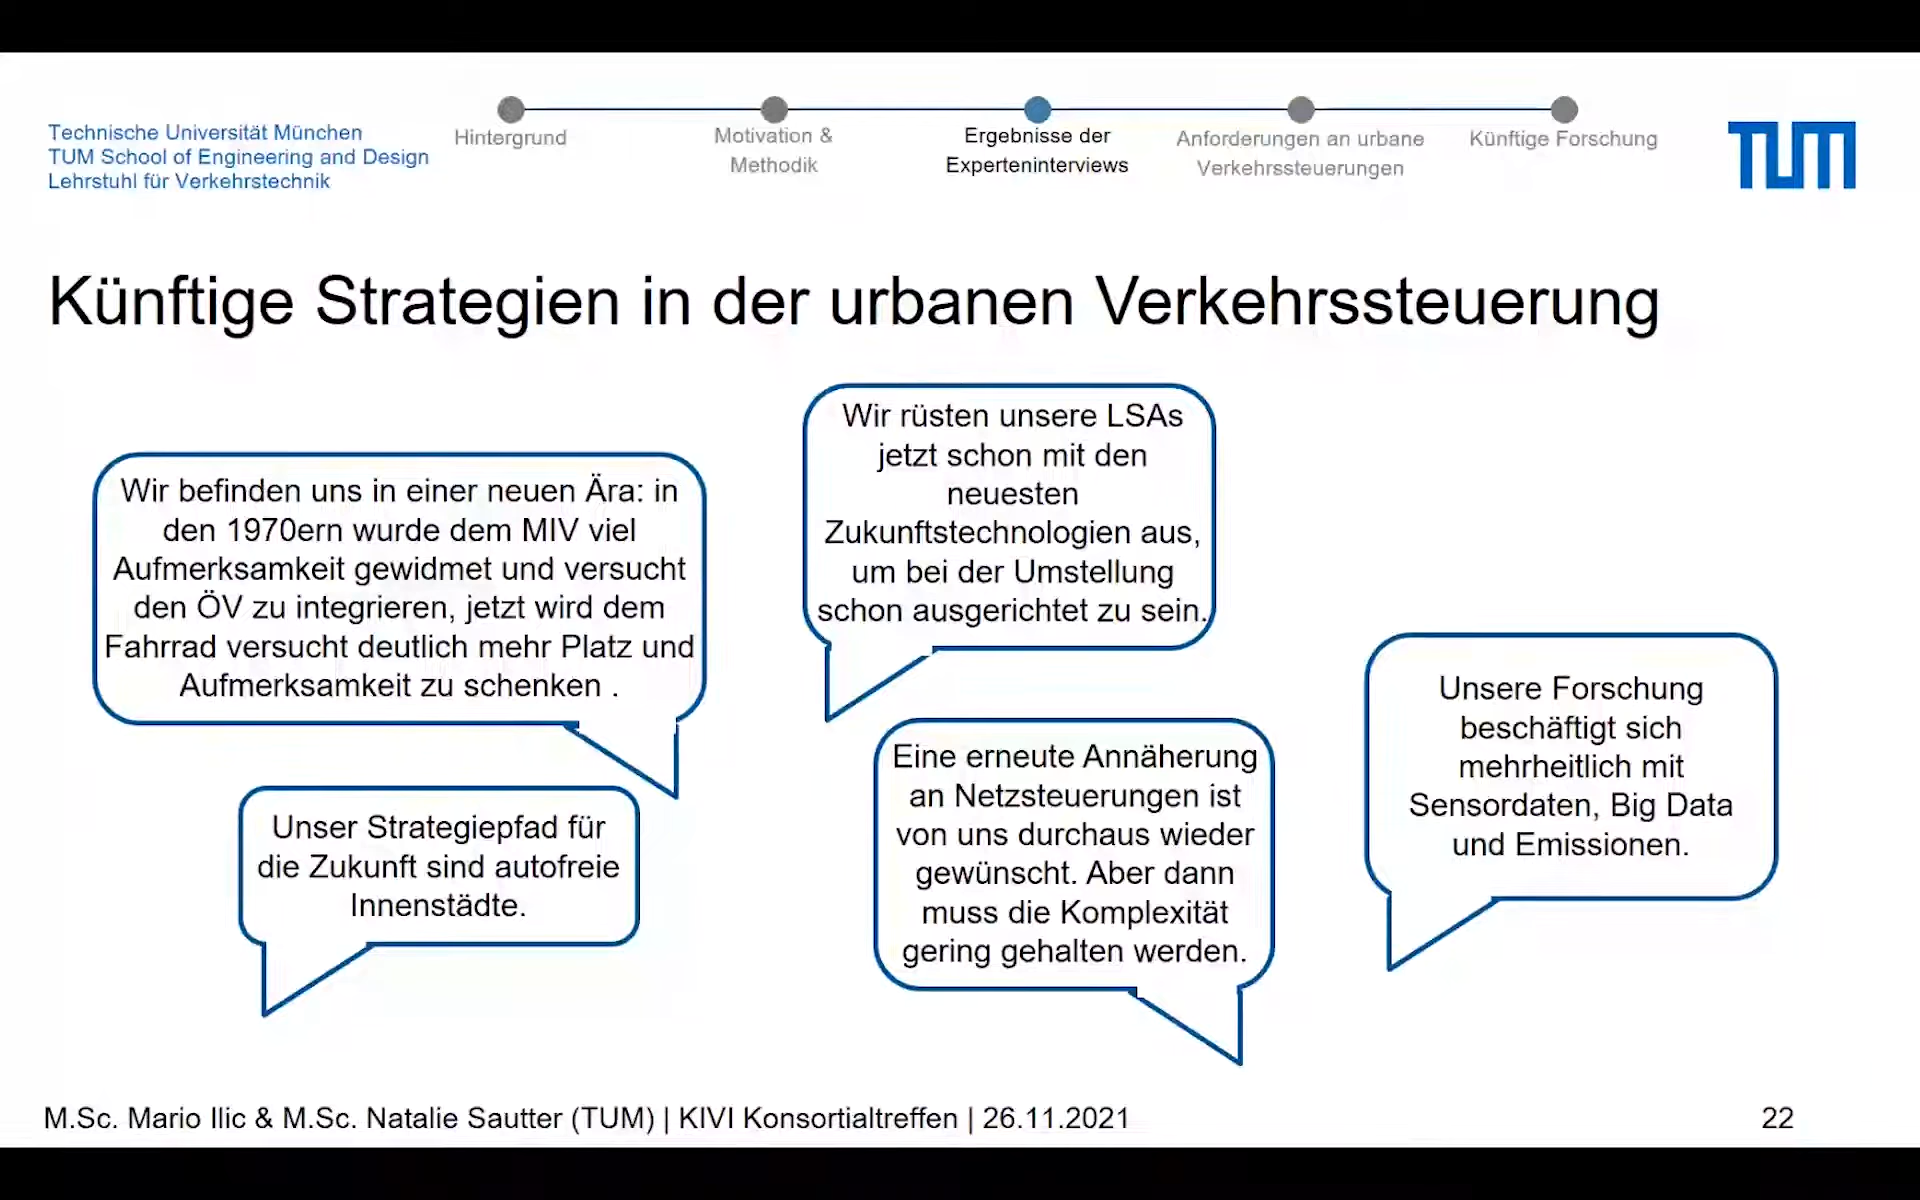 Technische Universität München
TUM School of Engineering and Design
Lehrstuhl für Verkehrstechnik
Hintergrund
Motivation &
Methodik
Ergebnisse der
Experteninterviews
Anforderungen an urbane
Verkehrssteuerungen
Künftige Forschung
TUM
Künftige Strategien in der urbanen Verkehrssteuerung
Wir befinden uns in einer neuen Ära: in
den 1970ern wurde dem MIV viel
Aufmerksamkeit gewidmet und versucht
den ÖV zu integrieren, jetzt wird dem
Fahrrad versucht deutlich mehr Platz und
Aufmerksamkeit zu schenken .
Wir rüsten unsere LSAs
jetzt schon mit den
neuesten
Zukunftstechnologien aus,
um bei der Umstellung
schon ausgerichtet zu sein.
Unser Strategiepfad für
die Zukunft sind autofreie
Innenstädte.
Eine erneute Annäherung
an Netzsteuerungen ist
von uns durchaus wieder
gewünscht. Aber dann
muss die Komplexität
gering gehalten werden.
Unsere Forschung
beschäftigt sich
mehrheitlich mit
Sensordaten, Big Data
und Emissionen.
M.Sc. Mario Ilic & M.Sc. Natalie Sautter (TUM) | KIVI Konsortialtreffen | 26.11.2021
22